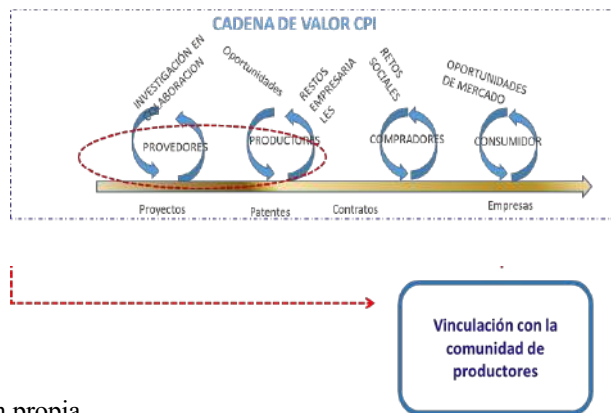 CADENA DE VALOR CPI
INVESTIGACIÓN EN
COLABORACION
Oportunidades
RESTOS
EMPRESARIA
LES
RETOS
SOCIALES
OPORTUNIDADES
DE MERCADO
PROVEDORES
PRODUCTORES
COMPRADORES
CONSUMIDOR
Proyectos
Patentes
Contratos
Empresas
Vinculación con la
comunidad de
productores
propia